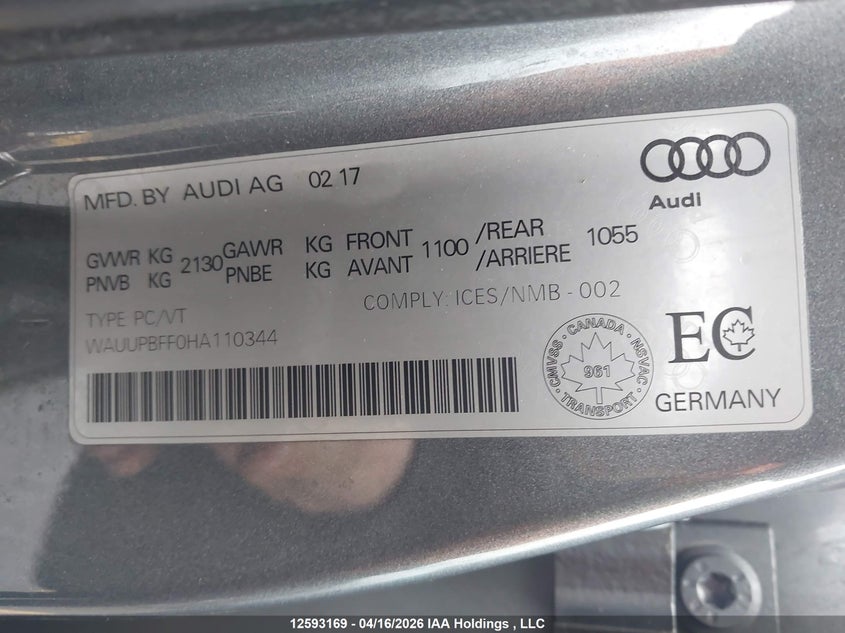 MFD. BY AUDI AG 02 17
Audi
GVWR KG 2130 GAWR KG FRONT 1100 /REAR 1055
PNVB KG PNBE KG AVANT /ARRIERE
COMPLY: ICES/NMB - 002
TYPE PC/VT
WAUUPBFF0HA110344
CMVSS · CANADA · NSVAC · TRANSPORT ·
961
EC
GERMANY
12593169 - 04/16/2026 IAA Holdings , LLC